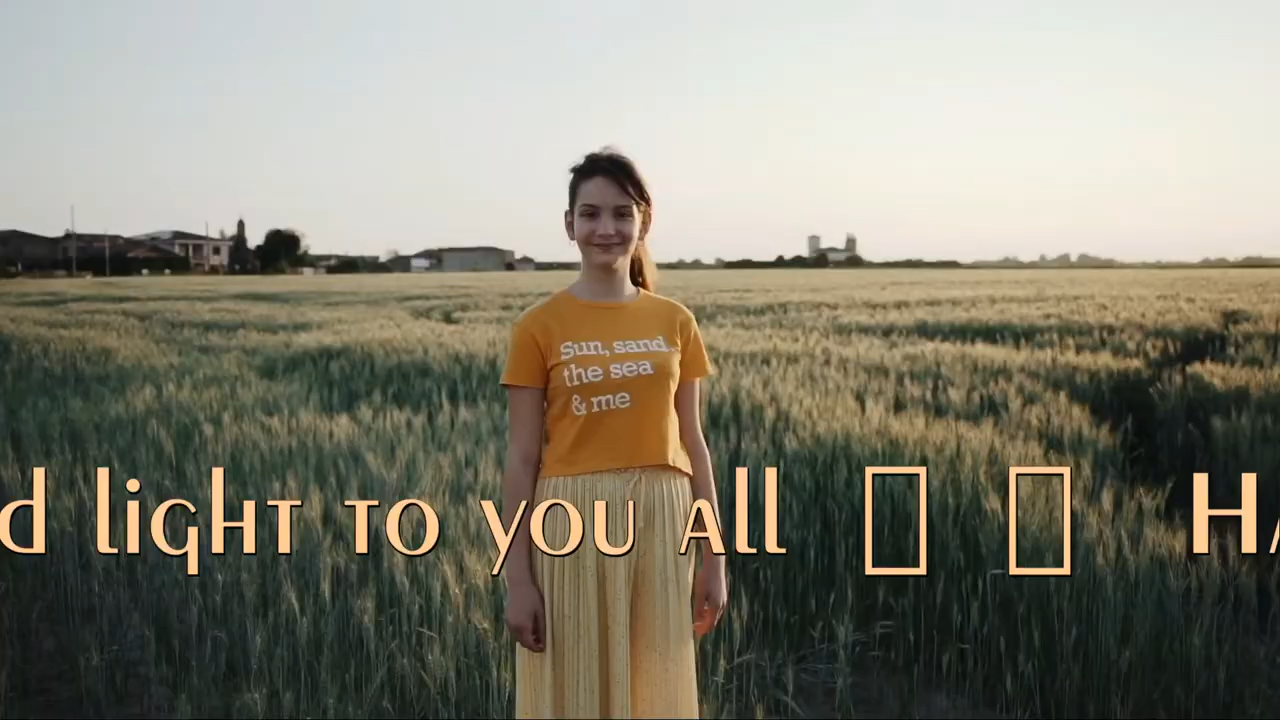 Sun, sand,
the sea
& me
d light to you all